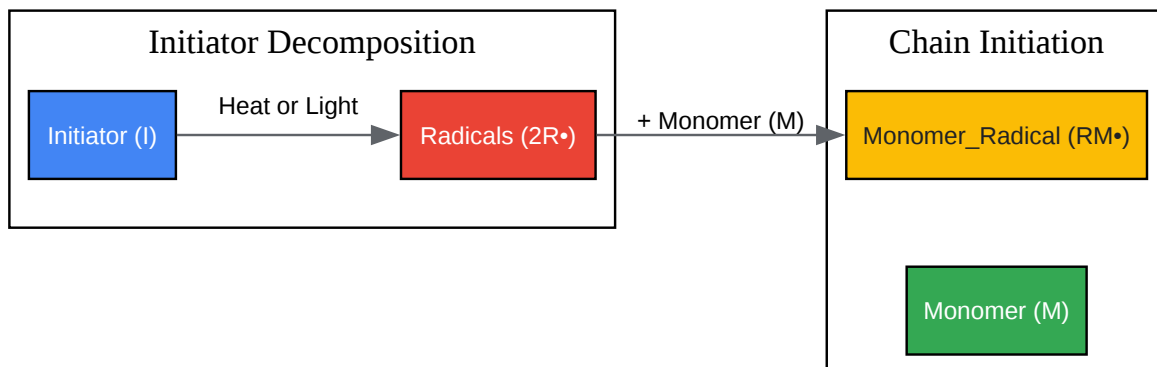 Initiator Decomposition
Chain Initiation
Initiator (I)
Heat or Light
Radicals (2R•)
+ Monomer (M)
Monomer_Radical (RM•)
Monomer (M)